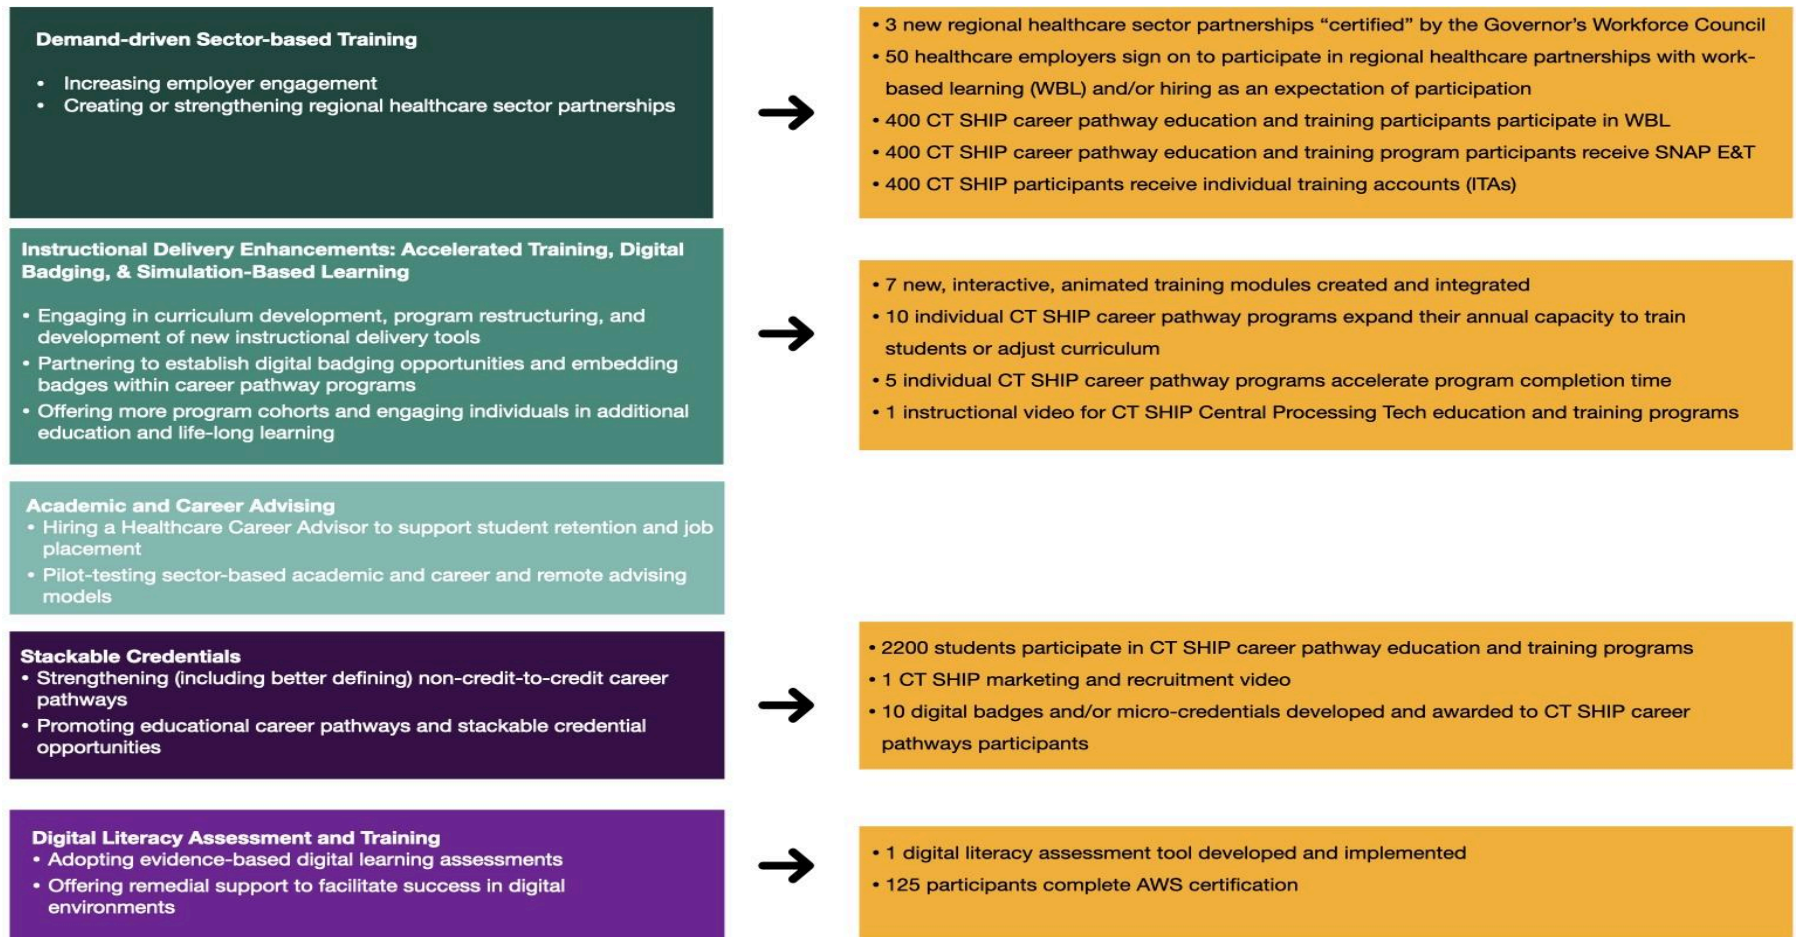 Demand-driven Sector-based Training
• Increasing employer engagement
• Creating or strengthening regional healthcare sector partnerships
• 3 new regional healthcare sector partnerships “certified” by the Governor’s Workforce Council
• 50 healthcare employers sign on to participate in regional healthcare partnerships with work-
based learning (WBL) and/or hiring as an expectation of participation
• 400 CT SHIP career pathway education and training participants participate in WBL
• 400 CT SHIP career pathway education and training program participants receive SNAP E&T
• 400 CT SHIP participants receive individual training accounts (ITAs)
Instructional Delivery Enhancements: Accelerated Training, Digital
Badging, & Simulation-Based Learning
• Engaging in curriculum development, program restructuring, and
development of new instructional delivery tools
• Partnering to establish digital badging opportunities and embedding
badges within career pathway programs
• Offering more program cohorts and engaging individuals in additional
education and life-long learning
• 7 new, interactive, animated training modules created and integrated
• 10 individual CT SHIP career pathway programs expand their annual capacity to train
students or adjust curriculum
• 5 individual CT SHIP career pathway programs accelerate program completion time
• 1 instructional video for CT SHIP Central Processing Tech education and training programs
Academic and Career Advising
• Hiring a Healthcare Career Advisor to support student retention and job
placement
• Pilot-testing sector-based academic and career and remote advising
models
Stackable Credentials
• Strengthening (including better defining) non-credit-to-credit career
pathways
• Promoting educational career pathways and stackable credential
opportunities
• 2200 students participate in CT SHIP career pathway education and training programs
• 1 CT SHIP marketing and recruitment video
• 10 digital badges and/or micro-credentials developed and awarded to CT SHIP career
pathways participants
Digital Literacy Assessment and Training
• Adopting evidence-based digital learning assessments
• Offering remedial support to facilitate success in digital
environments
• 1 digital literacy assessment tool developed and implemented
• 125 participants complete AWS certification